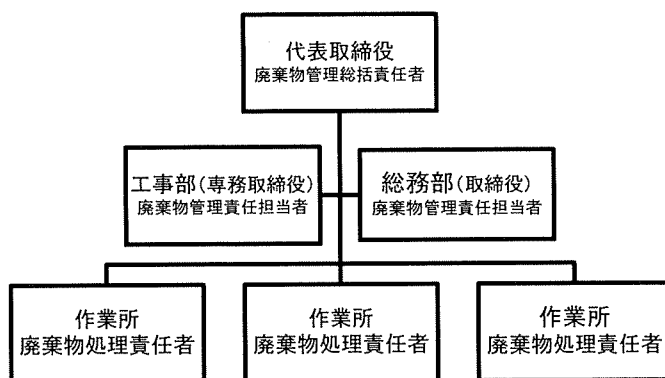 代表取締役
廃棄物管理総括責任者
工事部(専務取締役)
廃棄物管理責任担当者
総務部(取締役)
廃棄物管理責任担当者
作業所
廃棄物処理責任者
作業所
廃棄物処理責任者
作業所
廃棄物処理責任者